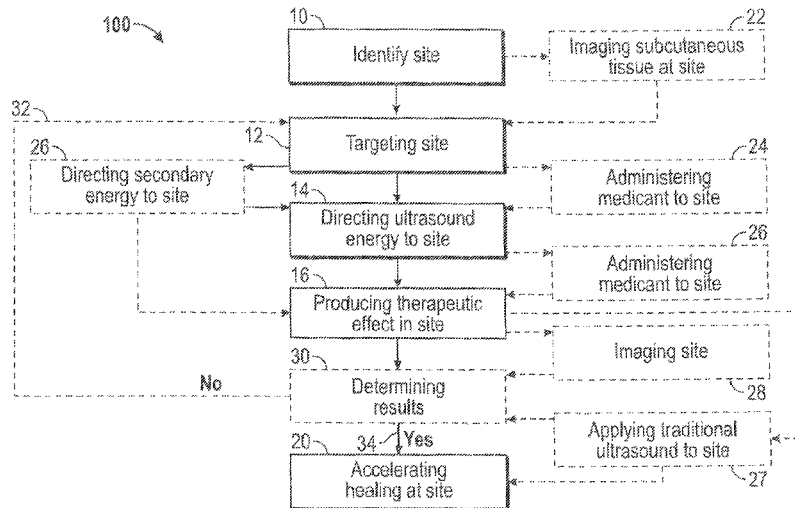 100
10
Identify site
22
Imaging subcutaneous
tissue at site
32
12
Targeting site
26
Directing secondary
energy to site
24
Administering
medicant to site
14
Directing ultrasound
energy to site
26
Administering
medicant to site
16
Producing therapeutic
effect in site
Imaging site
28
30
Determining
results
No
34
Yes
Applying traditional
ultrasound to site
27
20
Accelerating
healing at site